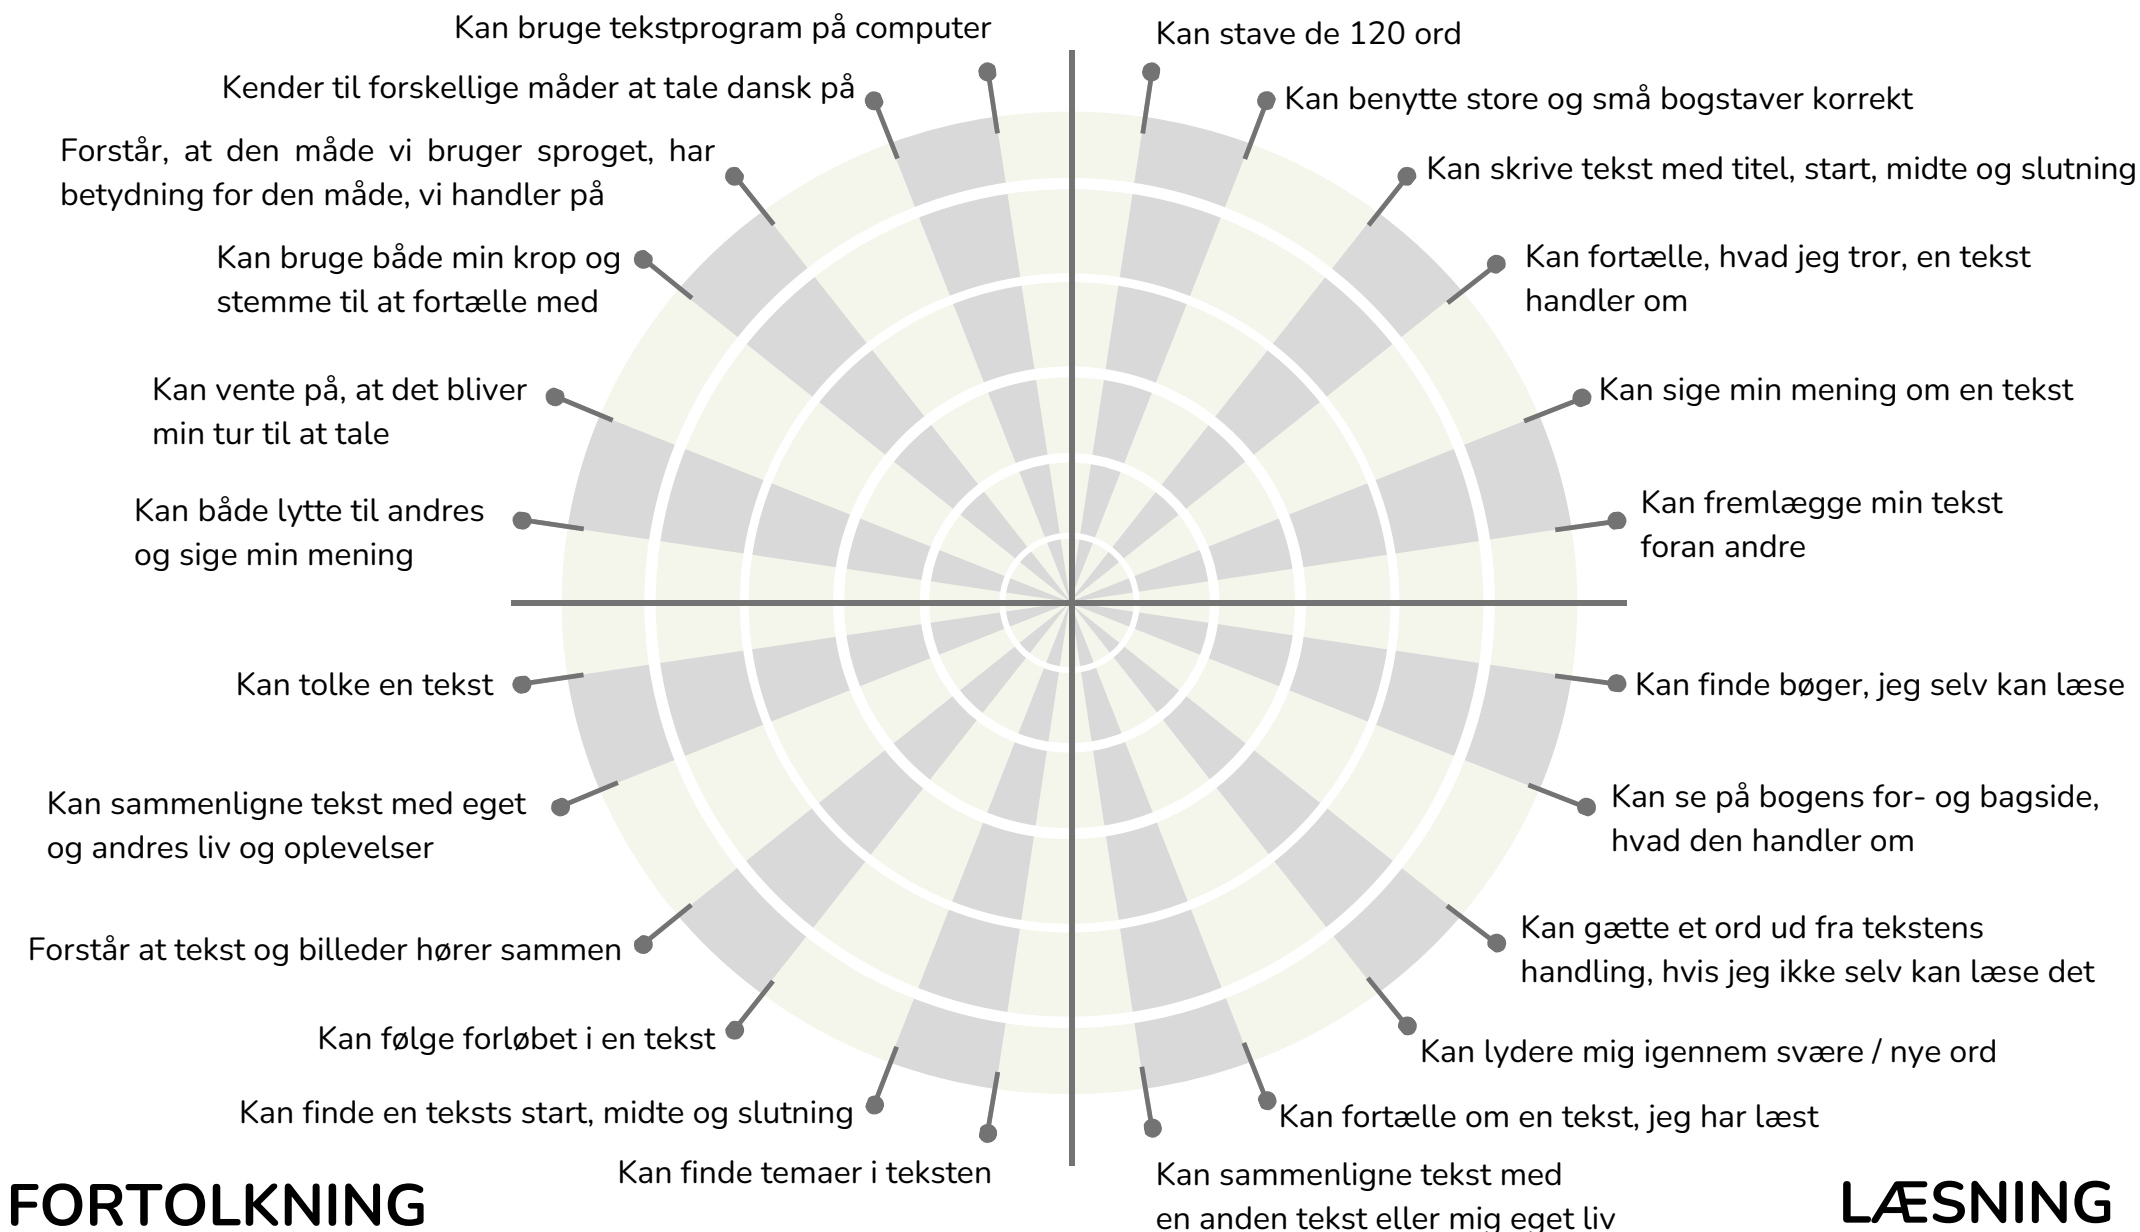 Kan bruge tekstprogram på computer
Kender til forskellige måder at tale dansk på
Forstår, at den måde vi bruger sproget, har
betydning for den måde, vi handler på
Kan bruge både min krop og
stemme til at fortælle med
Kan vente på, at det bliver
min tur til at tale
Kan både lytte til andres
og sige min mening
Kan stave de 120 ord
Kan benytte store og små bogstaver korrekt
Kan skrive tekst med titel, start, midte og slutning
Kan fortælle, hvad jeg tror, en tekst
handler om
Kan sige min mening om en tekst
Kan fremlægge min tekst
foran andre
Kan tolke en tekst
Kan sammenligne tekst med eget
og andres liv og oplevelser
Forstår at tekst og billeder hører sammen
Kan følge forløbet i en tekst
Kan finde en teksts start, midte og slutning
Kan finde temaer i teksten
FORTOLKNING
Kan finde bøger, jeg selv kan læse
Kan se på bogens for- og bagside,
hvad den handler om
Kan gætte et ord ud fra tekstens
handling, hvis jeg ikke selv kan læse det
Kan lydere mig igennem svære / nye ord
Kan fortælle om en tekst, jeg har læst
Kan sammenligne tekst med
en anden tekst eller mig eget liv
LÆSNING